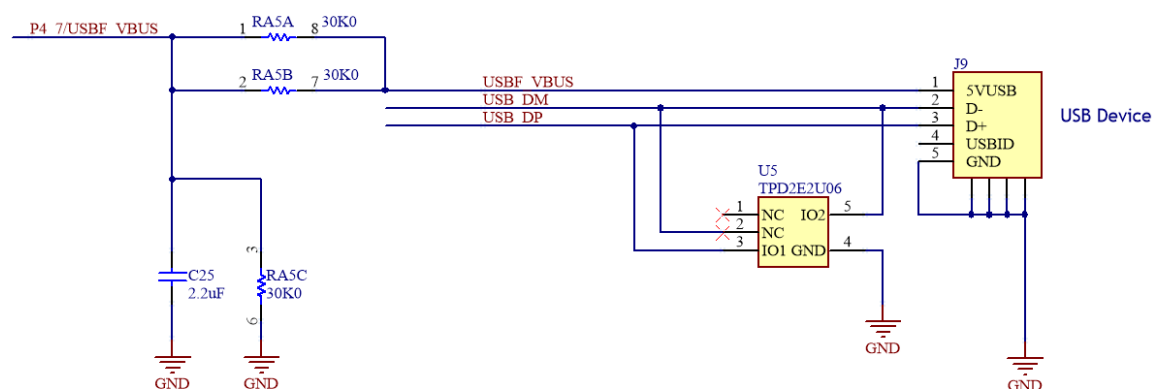 P4_7/USBF_VBUS
1 RA5A 8 30K0
2 RA5B 7 30K0
USBF_VBUS
USB_DM
USB_DP
J9
1 5VUSB
2 D-
3 D+
4 USBID
5 GND
USB Device
U5
TPD2E2U06
1 NC IO2 5
2 NC
3 IO1 GND 4
C25
2.2uF
3
RA5C
30K0
6
GND
GND
GND
GND